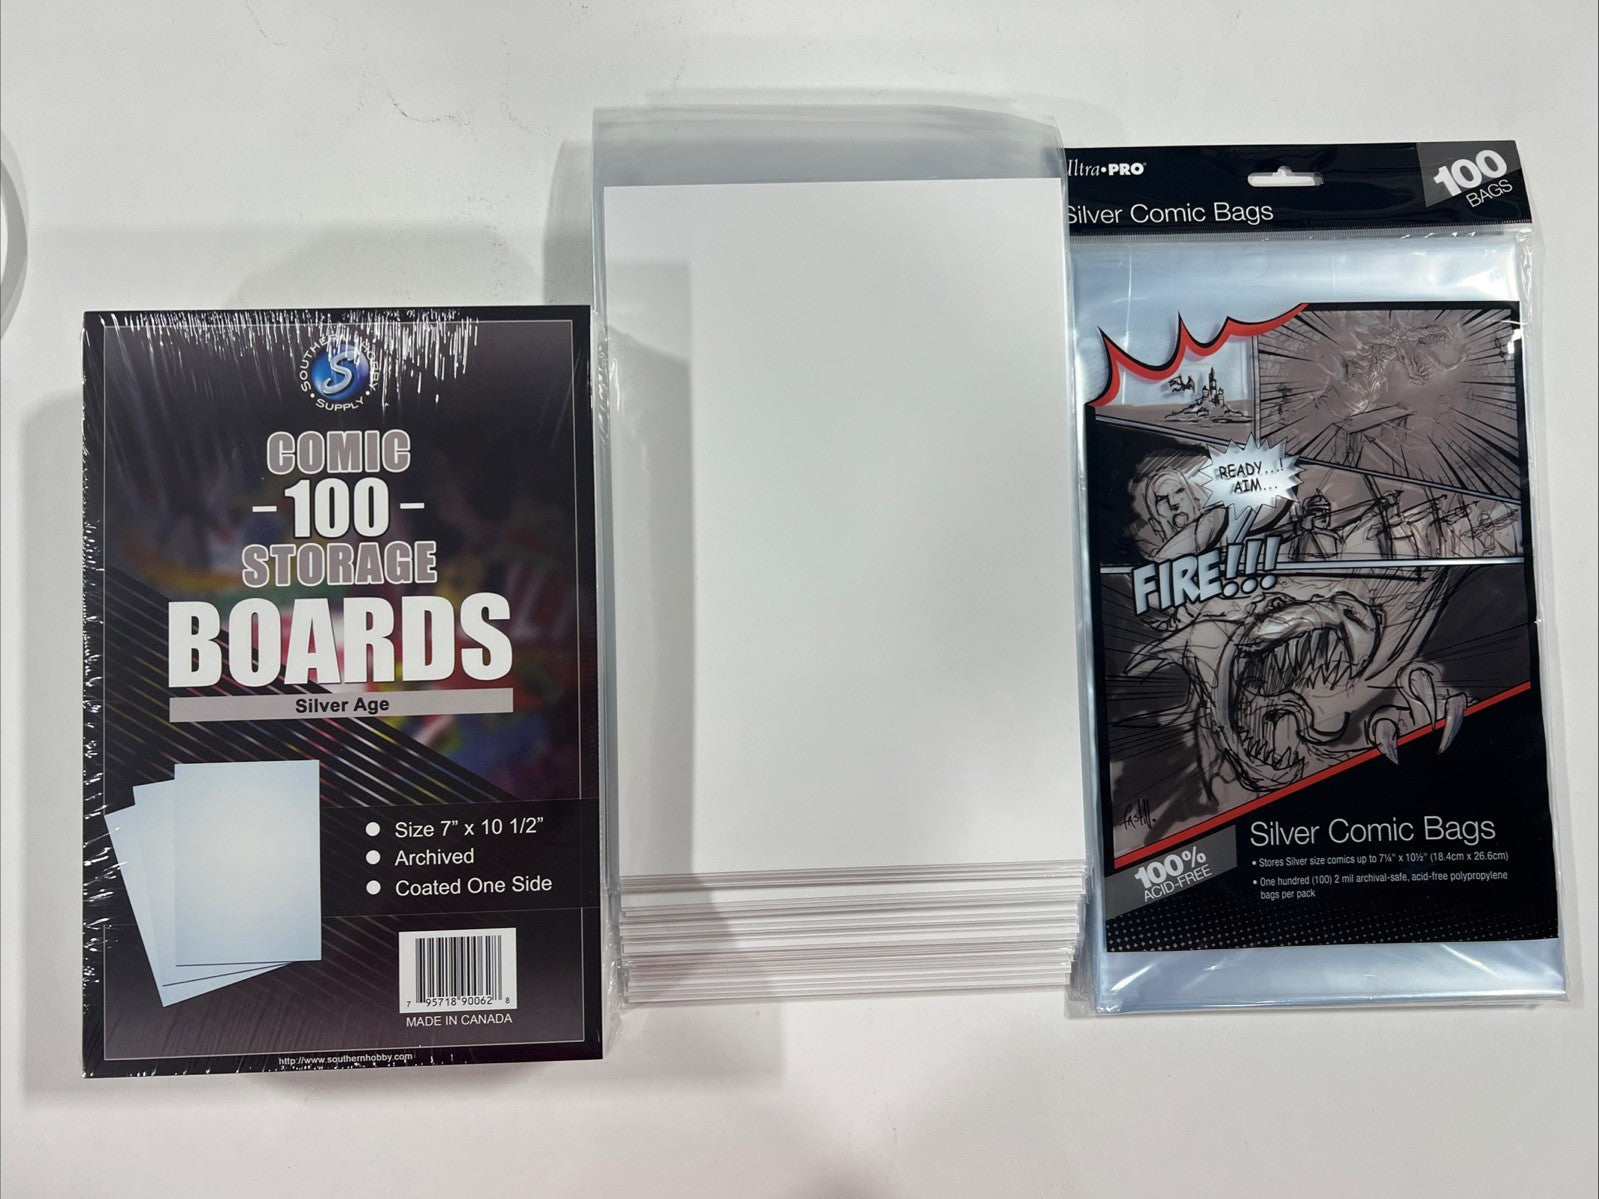 SOUTHERN HOBBY
SUPPLY
S
COMIC
- 100 -
STORAGE
BOARDS
Silver Age
Size 7" x 10 1/2"
Archived
Coated One Side
7 95718 90062 8
MADE IN CANADA
http://www.southernhobby.com
Ultra•PRO®
Silver Comic Bags
100
BAGS
READY...!
AIM...
FIRE!!!
Silver Comic Bags
• Stores Silver size comics up to 7¼" x 10½" (18.4cm x 26.6cm)
• One hundred (100) 2 mil archival-safe, acid-free polypropylene
bags per pack
100%
ACID-FREE